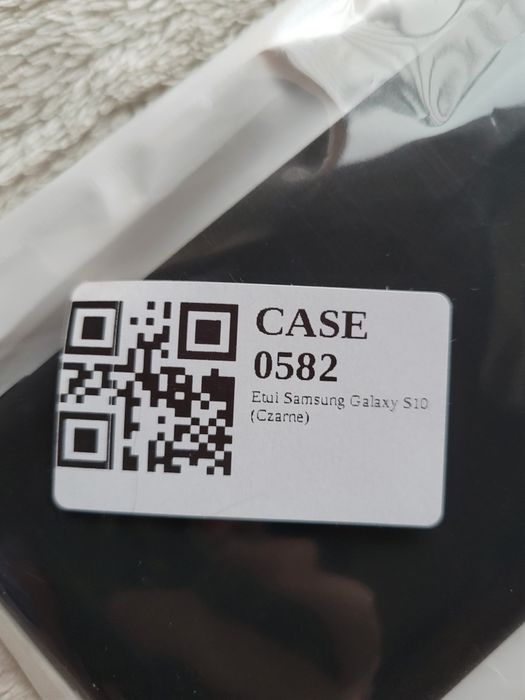 CASE
0582
Etui Samsung Galaxy S10
(Czarne)